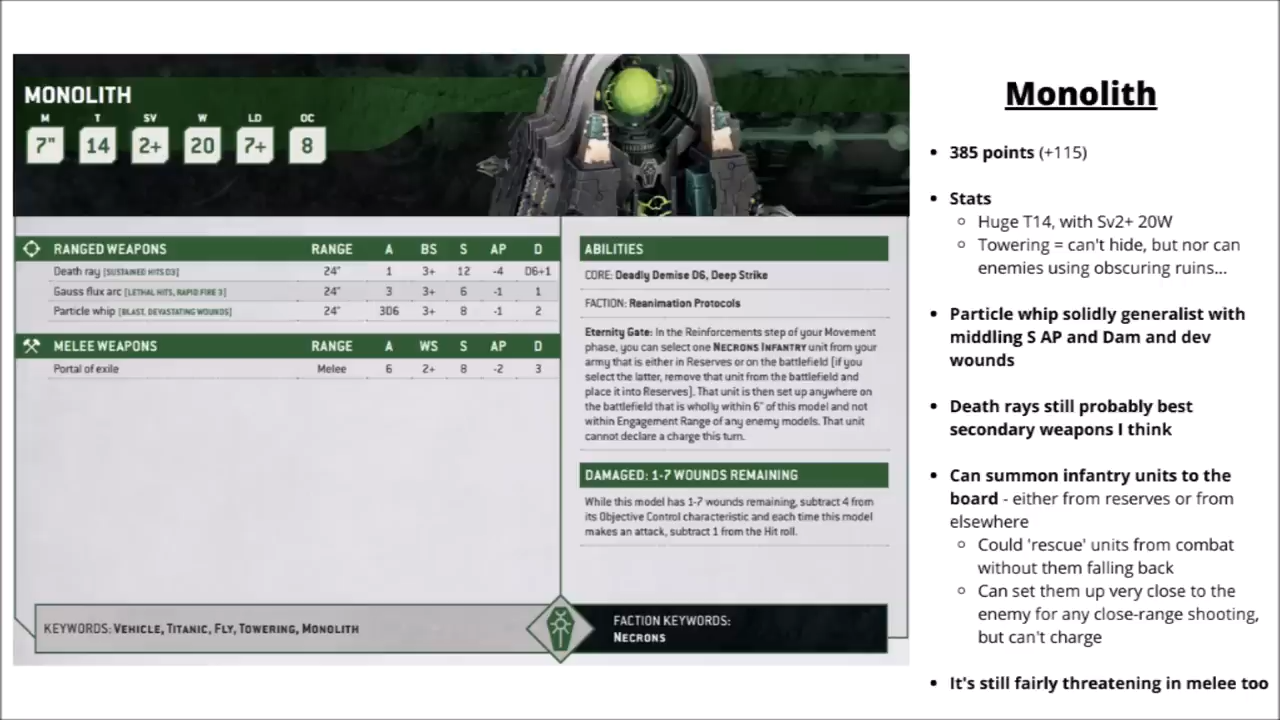 MONOLITH
M T SV W LD OC
7" 14 2+ 20 7+ 8
RANGED WEAPONS RANGE A BS S AP D
Death ray [SUSTAINED HITS D3] 24" 1 3+ 12 -4 D6+1
Gauss flux arc [LETHAL HITS, RAPID FIRE 3] 24" 3 3+ 6 -1 1
Particle whip [BLAST, DEVASTATING WOUNDS] 24" 3D6 3+ 8 -1 2
MELEE WEAPONS RANGE A WS S AP D
Portal of exile Melee 6 2+ 8 -2 3
ABILITIES
CORE: Deadly Demise D6, Deep Strike
FACTION: Reanimation Protocols
Eternity Gate: In the Reinforcements step of your Movement
phase, you can select one NECRONS INFANTRY unit from your
army that is either in Reserves or on the battlefield [if you
select the latter, remove that unit from the battlefield and
place it into Reserves]. That unit is then set up anywhere on
the battlefield that is wholly within 6" of this model and not
within Engagement Range of any enemy models. That unit
cannot declare a charge this turn.
DAMAGED: 1-7 WOUNDS REMAINING
While this model has 1-7 wounds remaining, subtract 4 from
its Objective Control characteristic and each time this model
makes an attack, subtract 1 from the Hit roll.
KEYWORDS: VEHICLE, TITANIC, FLY, TOWERING, MONOLITH
FACTION KEYWORDS:
NECRONS
Monolith
• 385 points (+115)
• Stats
○ Huge T14, with Sv2+ 20W
○ Towering = can't hide, but nor can
enemies using obscuring ruins...
• Particle whip solidly generalist with
middling S AP and Dam and dev
wounds
• Death rays still probably best
secondary weapons I think
• Can summon infantry units to the
board - either from reserves or from
elsewhere
○ Could 'rescue' units from combat
without them falling back
○ Can set them up very close to the
enemy for any close-range shooting,
but can't charge
• It's still fairly threatening in melee too